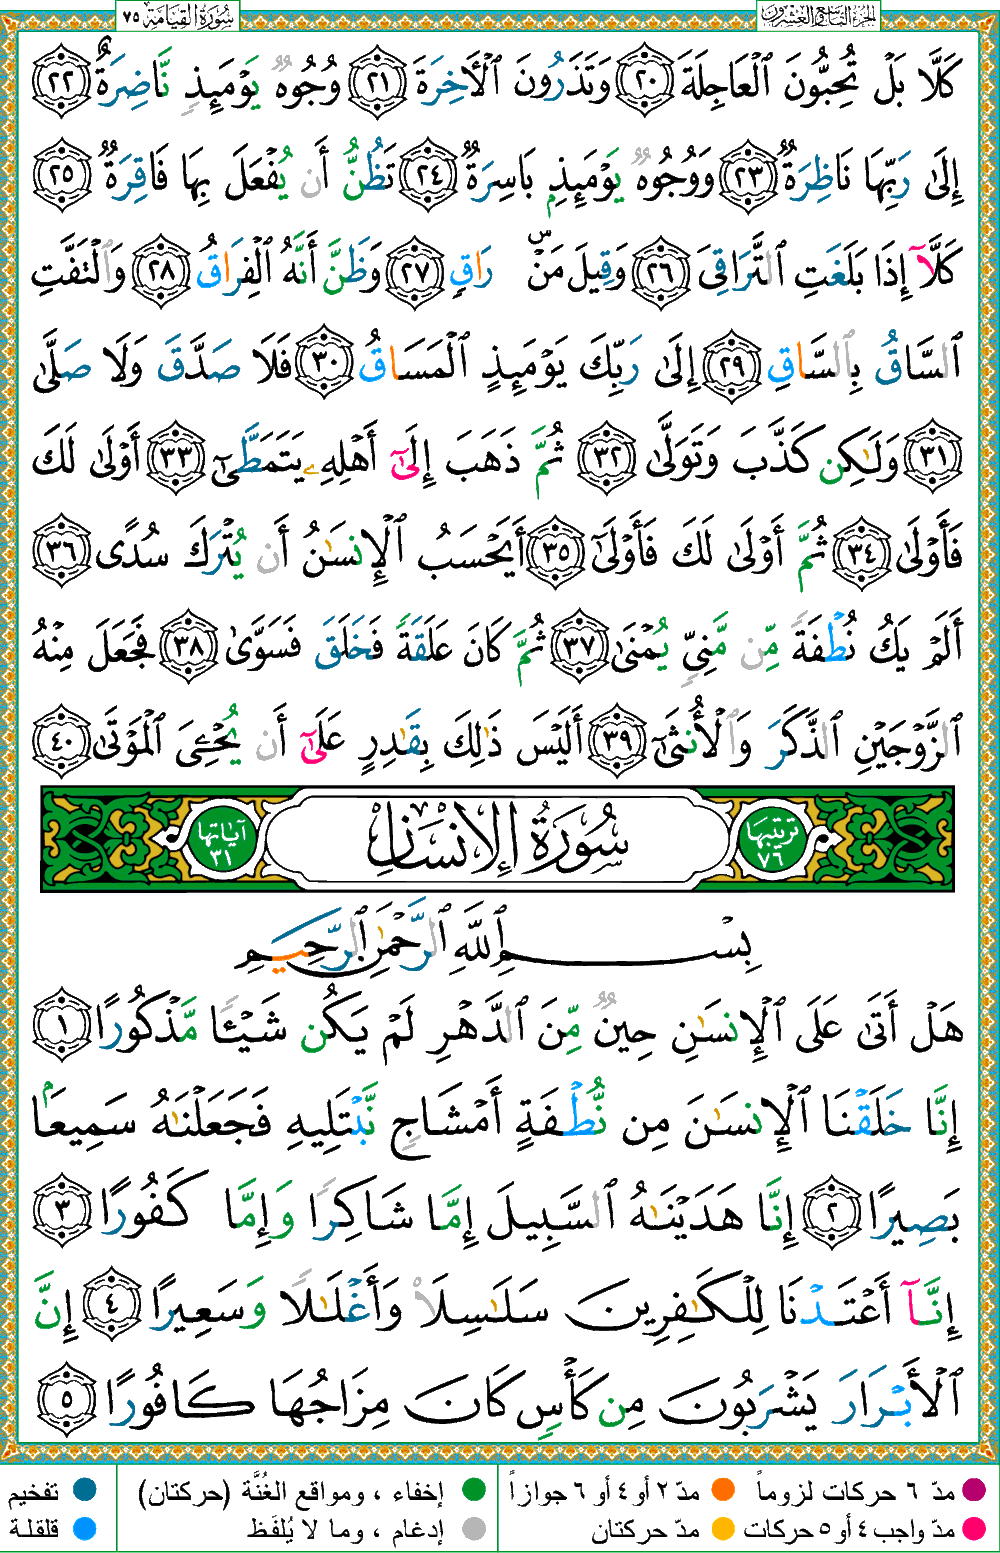 الجزء التاسع والعشرون
سُورَةُ القِيَامَة ٧٥
كَلَّا بَلْ تُحِبُّونَ ٱلْعَاجِلَةَ ٢٠ وَتَذَرُونَ ٱلْأَخِرَةَ ٢١ وُجُوهٌ يَوْمَئِذٍ نَّاضِرَةٌ ٢٢
إِلَىٰ رَبِّهَا نَاظِرَةٌ ٢٣ وَوُجُوهٌ يَوْمَئِذٍ بَاسِرَةٌ ٢٤ تَظُنُّ أَن يُفْعَلَ بِهَا فَاقِرَةٌ ٢٥
كَلَّآ إِذَا بَلَغَتِ ٱلتَّرَاقِىَ ٢٦ وَقِيلَ مَنْۜ رَاقٍ ٢٧ وَظَنَّ أَنَّهُ ٱلْفِرَاقُ ٢٨ وَٱلْتَفَّتِ
ٱلسَّاقُ بِٱلسَّاقِ ٢٩ إِلَىٰ رَبِّكَ يَوْمَئِذٍ ٱلْمَسَاقُ ٣٠ فَلَا صَدَّقَ وَلَا صَلَّىٰ
٣١ وَلَٰكِن كَذَّبَ وَتَوَلَّىٰ ٣٢ ثُمَّ ذَهَبَ إِلَىٰٓ أَهْلِهِۦ يَتَمَطَّىٰٓ ٣٣ أَوْلَىٰ لَكَ
فَأَوْلَىٰ ٣٤ ثُمَّ أَوْلَىٰ لَكَ فَأَوْلَىٰٓ ٣٥ أَيَحْسَبُ ٱلْإِنسَٰنُ أَن يُتْرَكَ سُدًى ٣٦
أَلَمْ يَكُ نُطْفَةً مِّن مَّنِىٍّ يُمْنَىٰ ٣٧ ثُمَّ كَانَ عَلَقَةً فَخَلَقَ فَسَوَّىٰ ٣٨ فَجَعَلَ مِنْهُ
ٱلزَّوْجَيْنِ ٱلذَّكَرَ وَٱلْأُنثَىٰٓ ٣٩ أَلَيْسَ ذَٰلِكَ بِقَٰدِرٍ عَلَىٰٓ أَن يُحْۦِىَ ٱلْمَوْتَىٰ ٤٠
ترتيبها ٧٦ سُورَةُ الإِنسَانِ آياتها ٣١
بِسْمِ ٱللَّهِ ٱلرَّحْمَٰنِ ٱلرَّحِيمِ
هَلْ أَتَىٰ عَلَى ٱلْإِنسَٰنِ حِينٌ مِّنَ ٱلدَّهْرِ لَمْ يَكُن شَيْـًٔا مَّذْكُورًا ١
إِنَّا خَلَقْنَا ٱلْإِنسَٰنَ مِن نُّطْفَةٍ أَمْشَاجٍ نَّبْتَلِيهِ فَجَعَلْنَٰهُ سَمِيعًۢا
بَصِيرًا ٢ إِنَّا هَدَيْنَٰهُ ٱلسَّبِيلَ إِمَّا شَاكِرًا وَإِمَّا كَفُورًا ٣
إِنَّآ أَعْتَدْنَا لِلْكَٰفِرِينَ سَلَٰسِلَا۟ وَأَغْلَٰلًا وَسَعِيرًا ٤ إِنَّ
ٱلْأَبْرَارَ يَشْرَبُونَ مِن كَأْسٍ كَانَ مِزَاجُهَا كَافُورًا ٥
مدّ ٦ حركات لزوماً مدّ ٢ أو ٤ أو ٦ جوازاً إخفاء ، ومواقع الغُنَّة (حركتان) تفخيم
مدّ واجب ٤ أو ٥ حركات مدّ حركتان إدغام ، وما لا يُلفَظ قلقلة